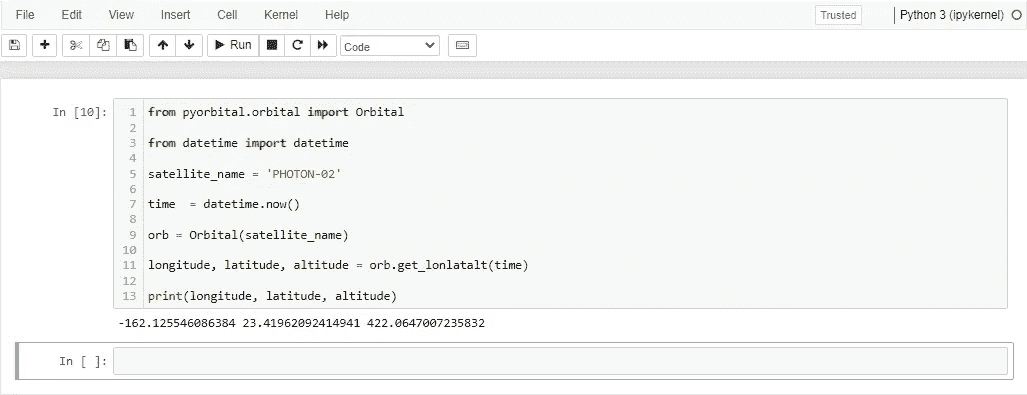 File Edit View Insert Cell Kernel Help Trusted Python 3 (ipykernel)
Run Code
In [10]:
1 from pyorbital.orbital import Orbital
2
3 from datetime import datetime
4
5 satellite_name = 'PHOTON-02'
6
7 time  = datetime.now()
8
9 orb = Orbital(satellite_name)
10
11 longitude, latitude, altitude = orb.get_lonlatalt(time)
12
13 print(longitude, latitude, altitude)
-162.125546086384 23.41962092414941 422.0647007235832
In [ ]: